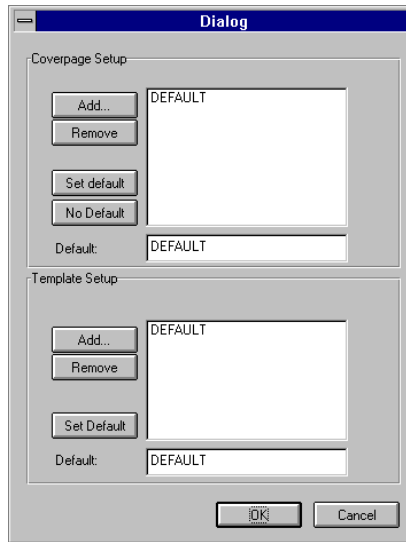 Dialog
Coverpage Setup
Add...
DEFAULT
Remove
Set default
No Default
Default:
DEFAULT
Template Setup
Add...
DEFAULT
Remove
Set Default
Default:
DEFAULT
OK
Cancel